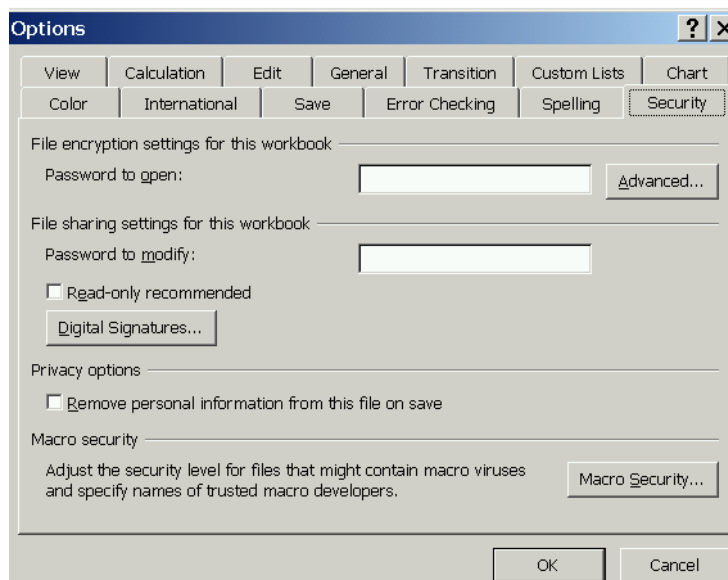 Options
View Calculation Edit General Transition Custom Lists Chart
Color International Save Error Checking Spelling Security
File encryption settings for this workbook
Password to open:
Advanced...
File sharing settings for this workbook
Password to modify:
Read-only recommended
Digital Signatures...
Privacy options
Remove personal information from this file on save
Macro security
Adjust the security level for files that might contain macro viruses
and specify names of trusted macro developers.
Macro Security...
OK Cancel